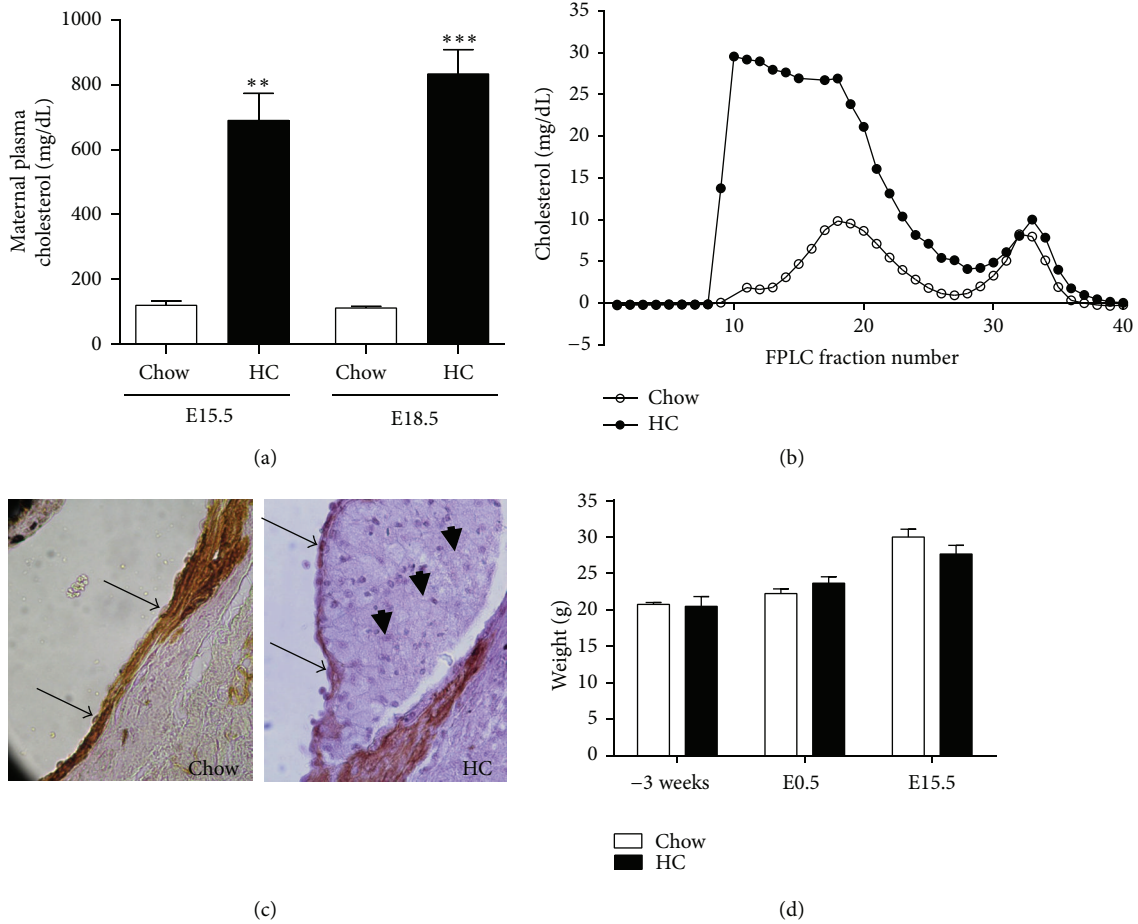 1000
800
600
400
200
0
Maternal plasma
cholesterol (mg/dL)
**
***
Chow HC Chow HC
E15.5 E18.5
(a)
35
30
25
20
15
10
5
0
−5
Cholesterol (mg/dL)
10 20 30 40
FPLC fraction number
Chow
HC
(b)
Chow
HC
(c)
35
30
25
20
15
10
5
0
Weight (g)
−3 weeks E0.5 E15.5
Chow
HC
(d)